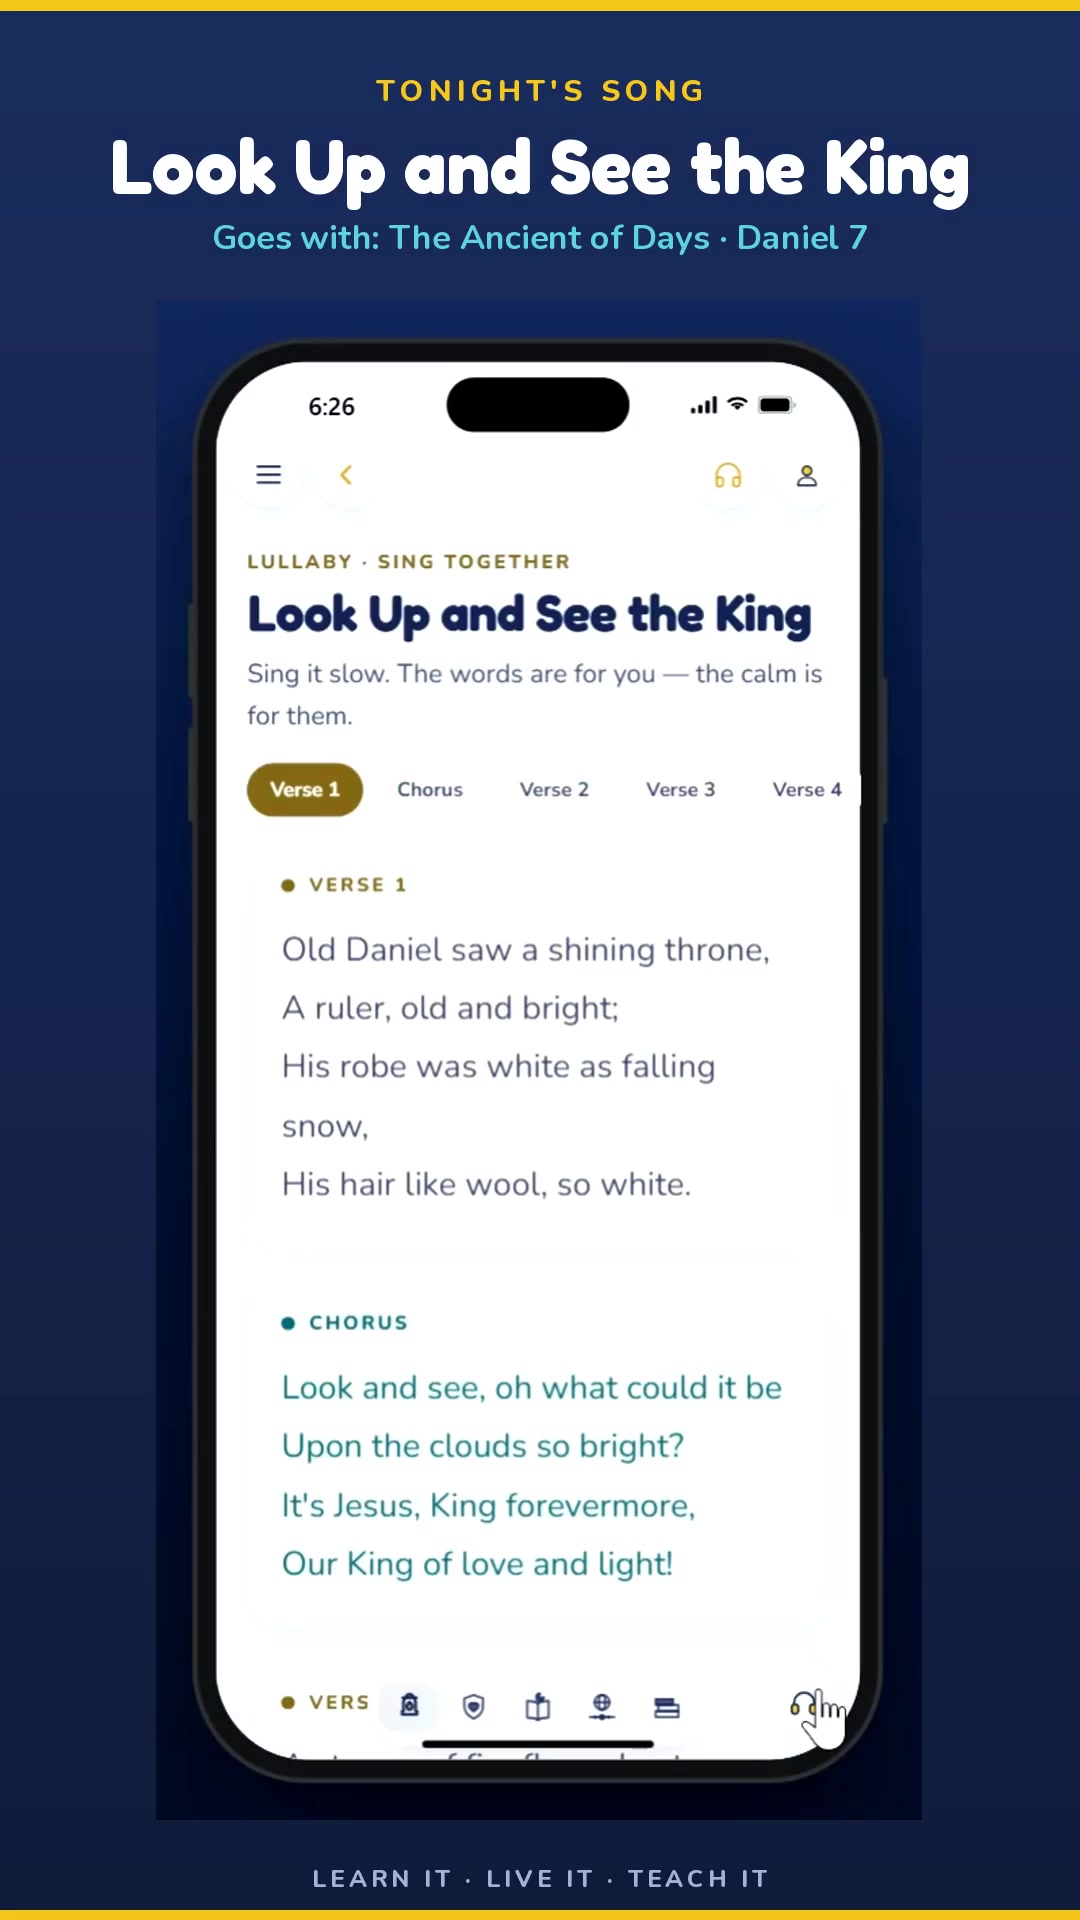 TONIGHT'S SONG
Look Up and See the King
Goes with: The Ancient of Days · Daniel 7
6:26
LULLABY · SING TOGETHER
Look Up and See the King
Sing it slow. The words are for you — the calm is
for them.
Verse 1 Chorus Verse 2 Verse 3 Verse 4
VERSE 1
Old Daniel saw a shining throne,
A ruler, old and bright;
His robe was white as falling
snow,
His hair like wool, so white.
CHORUS
Look and see, oh what could it be
Upon the clouds so bright?
It's Jesus, King forevermore,
Our King of love and light!
VERS
LEARN IT · LIVE IT · TEACH IT